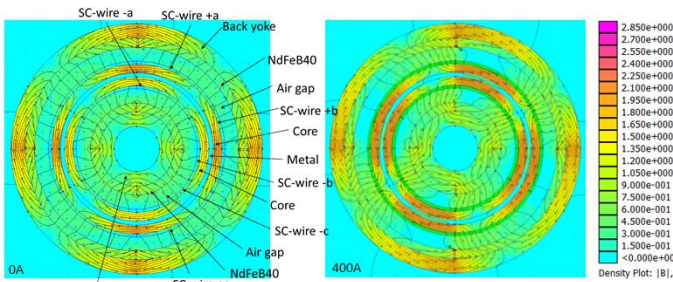 SC-wire -a
SC-wire +a
Back yoke
NdFeB40
Air gap
SC-wire +b
Core
Metal
SC-wire -b
Core
SC-wire -c
Air gap
NdFeB40
0A
400A
2.850e+000
2.700e+000
2.550e+000
2.400e+000
2.250e+000
2.100e+000
1.950e+000
1.800e+000
1.650e+000
1.500e+000
1.350e+000
1.200e+000
1.050e+000
9.000e-001
7.500e-001
6.000e-001
4.500e-001
3.000e-001
1.500e-001
<0.000e+00
Density Plot: |B|,